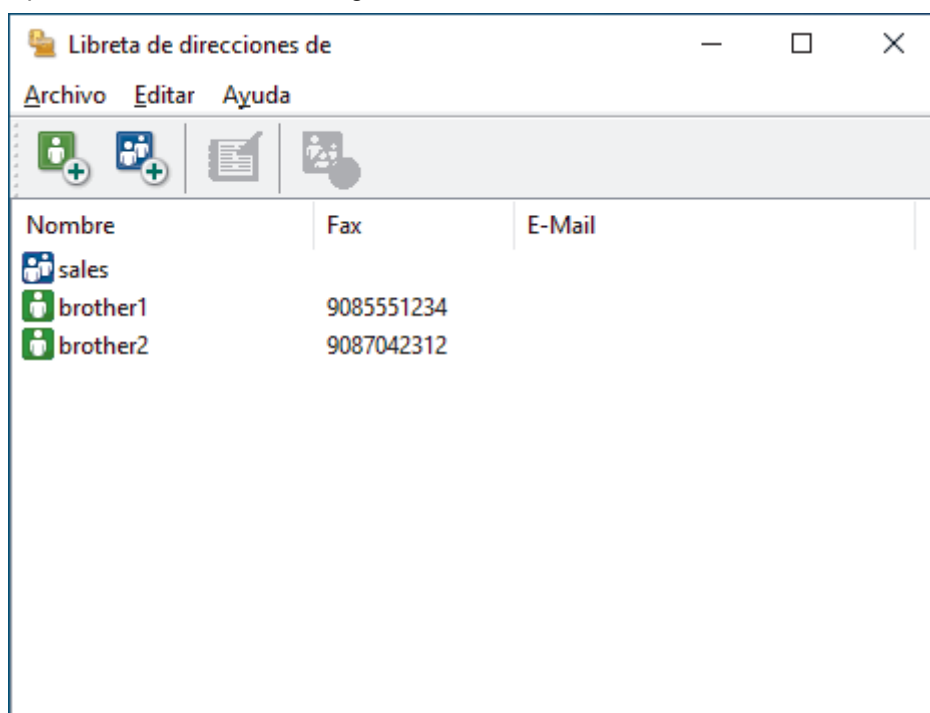 Libreta de direcciones de
Archivo Editar Ayuda
Nombre Fax E-Mail
sales
brother1 9085551234
brother2 9087042312